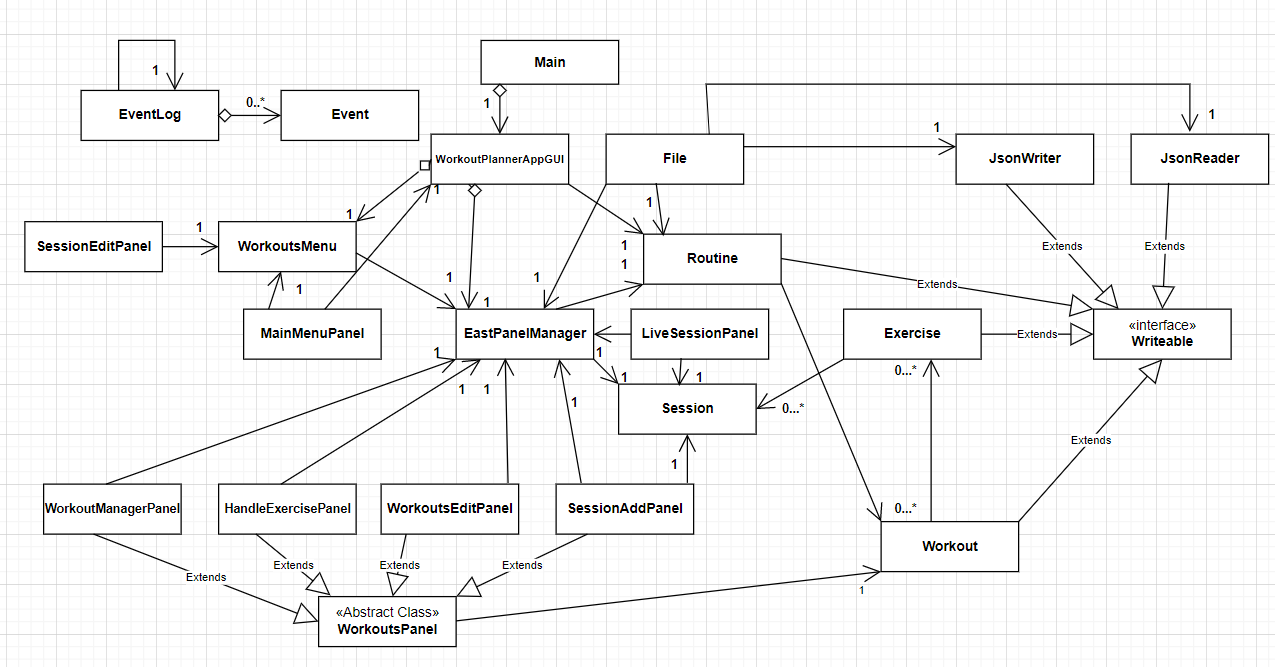 Main
1
EventLog
0..*
Event
1
WorkoutPlannerAppGUI
File
1
JsonWriter
1
JsonReader
1
1
1
SessionEditPanel
1
WorkoutsMenu
1
1
Routine
Extends
Extends
Extends
1
1
1
1
MainMenuPanel
EastPanelManager
LiveSessionPanel
Exercise
Extends
«interface»
Writeable
1
1
1
1
0...*
1
1
1
Session
0...*
Extends
1
WorkoutManagerPanel
HandleExercisePanel
WorkoutsEditPanel
SessionAddPanel
0...*
Workout
Extends
Extends
Extends
Extends
1
«Abstract Class»
WorkoutsPanel